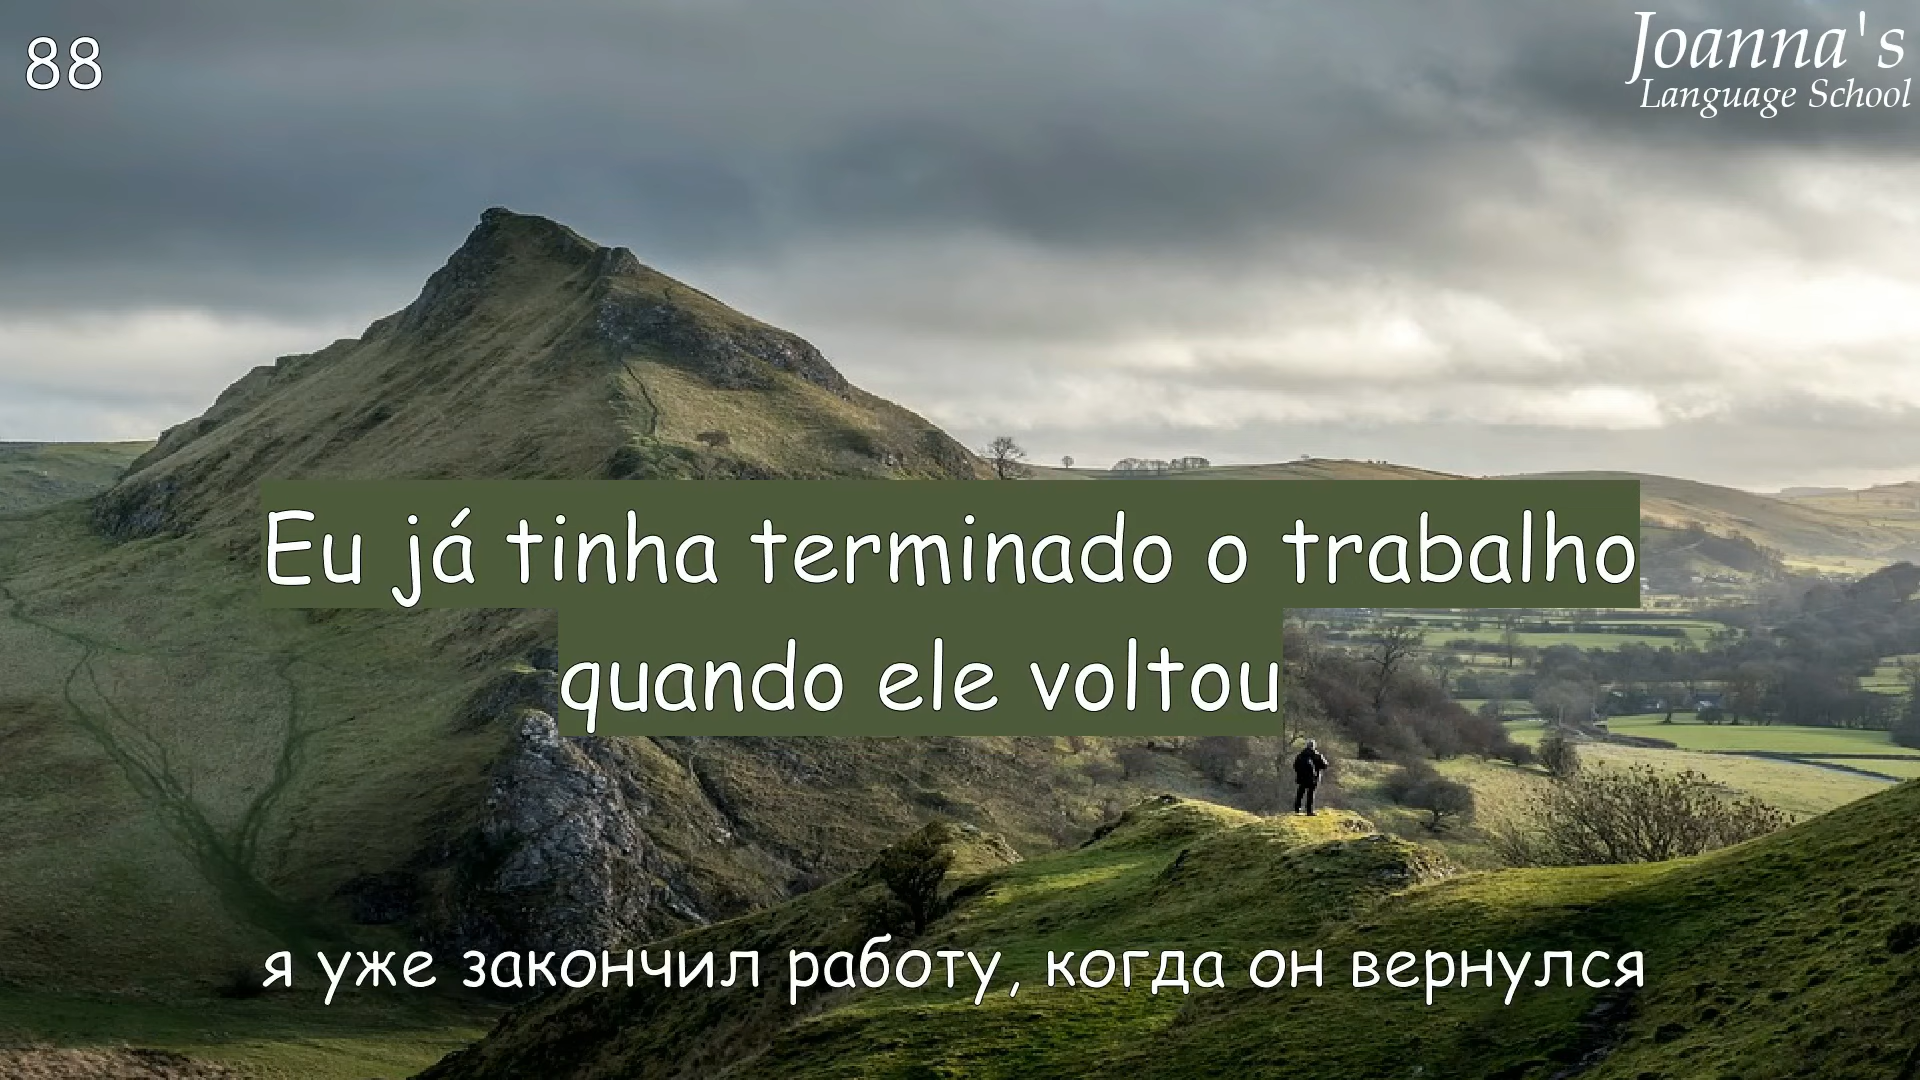 88
Joanna's
Language School
Eu já tinha terminado o trabalho
quando ele voltou
я уже закончил работу, когда он вернулся